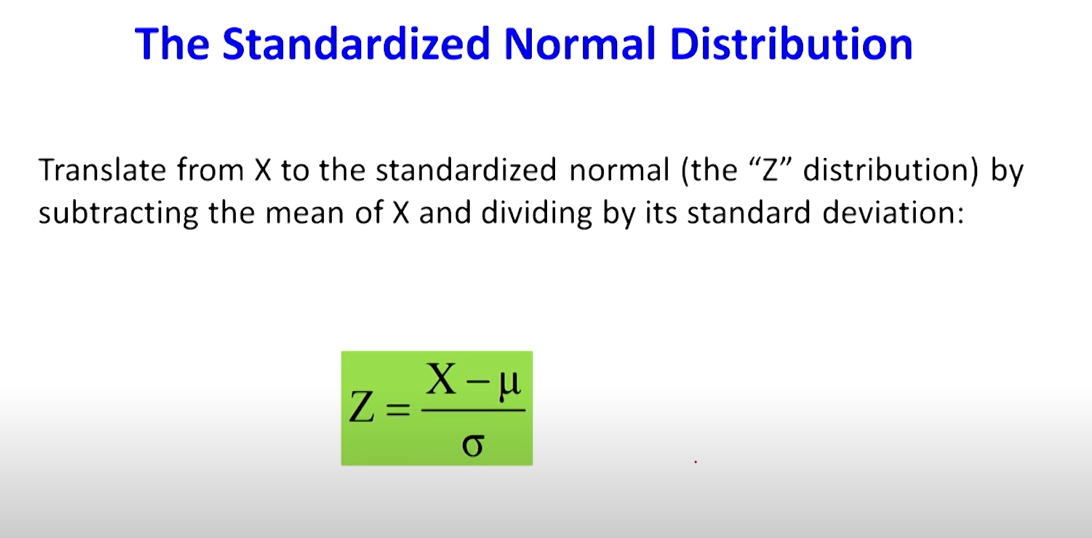 The Standardized Normal Distribution
Translate from X to the standardized normal (the “Z” distribution) by
subtracting the mean of X and dividing by its standard deviation:
Z = (X – μ) / σ